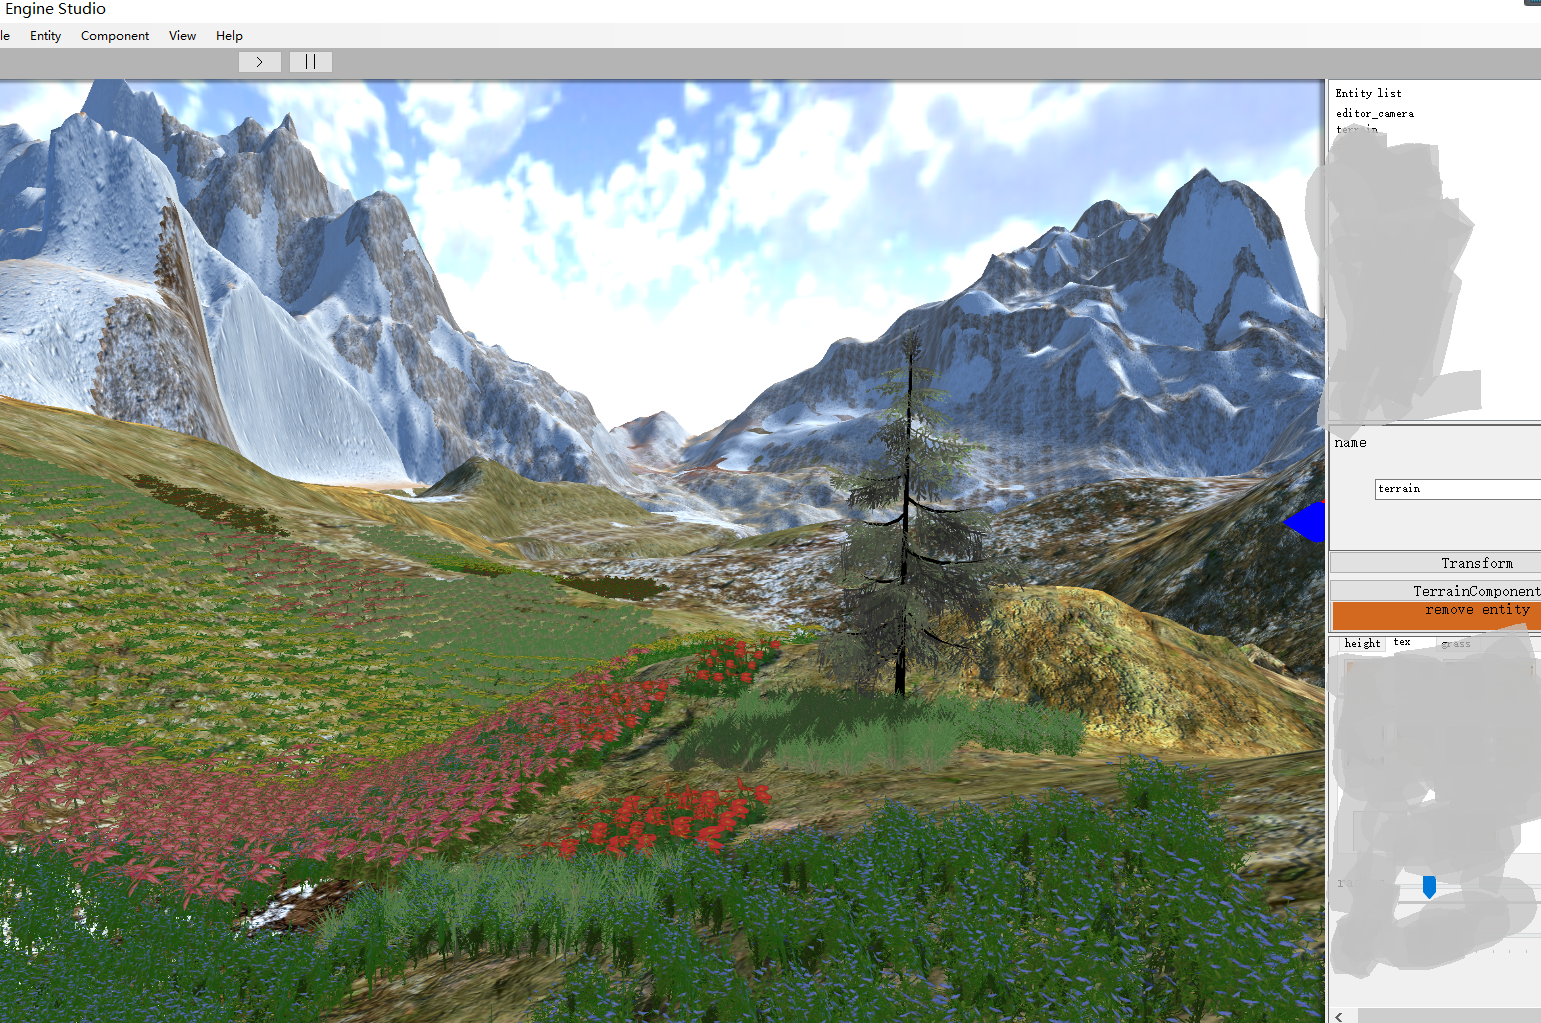 Engine Studio
le Entity Component View Help
> ||
Entity list
editor_camera
terrain
name
terrain
Transform
TerrainComponent
remove entity
height tex grass